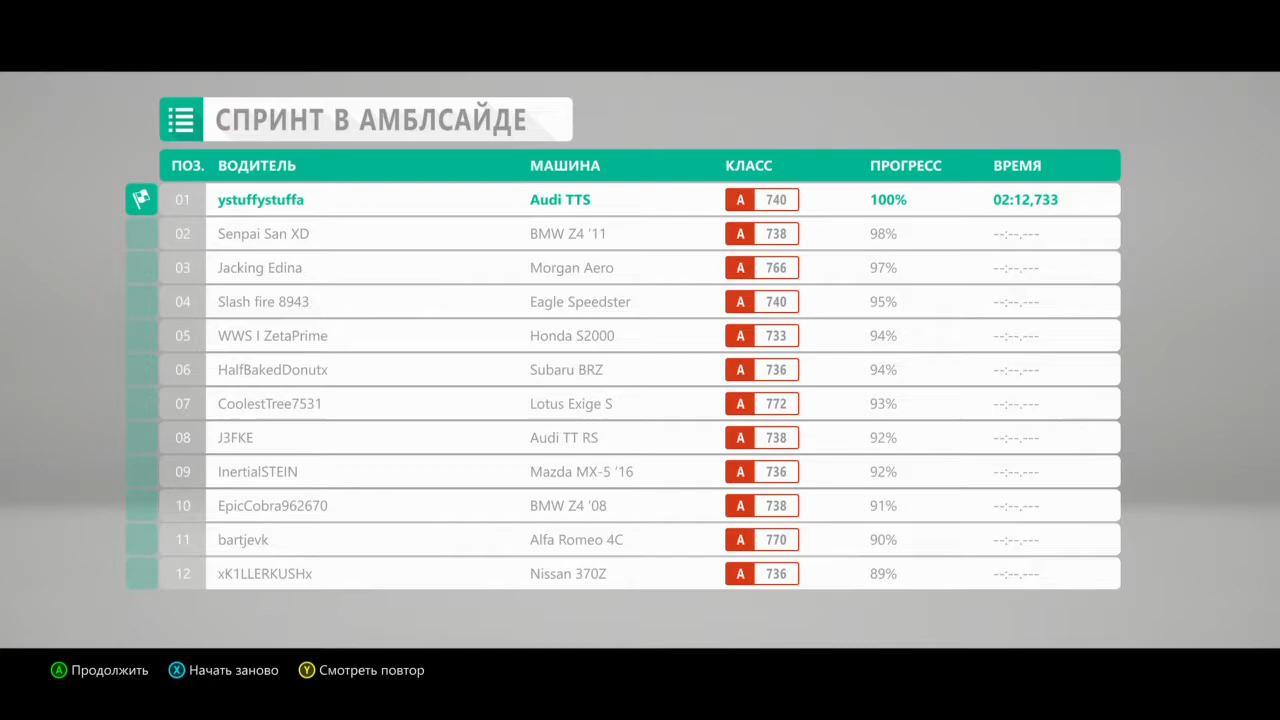 СПРИНТ В АМБЛСАЙДЕ
ПОЗ. ВОДИТЕЛЬ МАШИНА КЛАСС ПРОГРЕСС ВРЕМЯ
01 ystuffystuffa Audi TTS A 740 100% 02:12,733
02 Senpai San XD BMW Z4 '11 A 738 98% --:--.---
03 Jacking Edina Morgan Aero A 766 97% --:--.---
04 Slash fire 8943 Eagle Speedster A 740 95% --:--.---
05 WWS I ZetaPrime Honda S2000 A 733 94% --:--.---
06 HalfBakedDonutx Subaru BRZ A 736 94% --:--.---
07 CoolestTree7531 Lotus Exige S A 772 93% --:--.---
08 J3FKE Audi TT RS A 738 92% --:--.---
09 InertialSTEIN Mazda MX-5 '16 A 736 92% --:--.---
10 EpicCobra962670 BMW Z4 '08 A 738 91% --:--.---
11 bartjevk Alfa Romeo 4C A 770 90% --:--.---
12 xK1LLERKUSHx Nissan 370Z A 736 89% --:--.---
A Продолжить X Начать заново Y Смотреть повтор